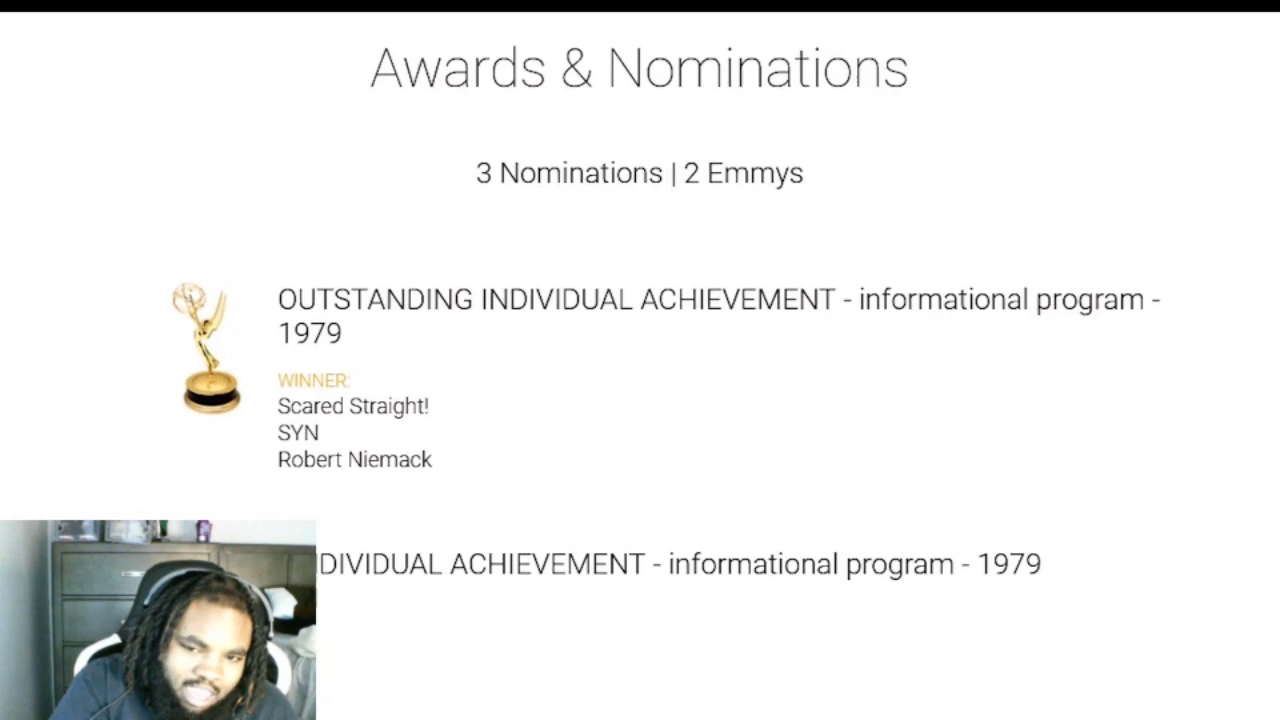 Awards & Nominations
3 Nominations | 2 Emmys
OUTSTANDING INDIVIDUAL ACHIEVEMENT - informational program -
1979
WINNER:
Scared Straight!
SYN
Robert Niemack
DIVIDUAL ACHIEVEMENT - informational program - 1979